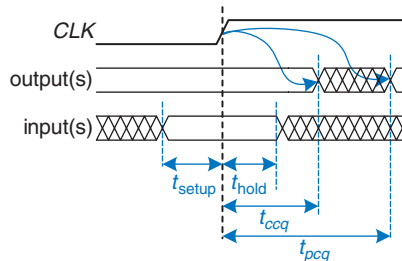 CLK
output(s)
input(s)
tsetup thold
tccq
tpcq